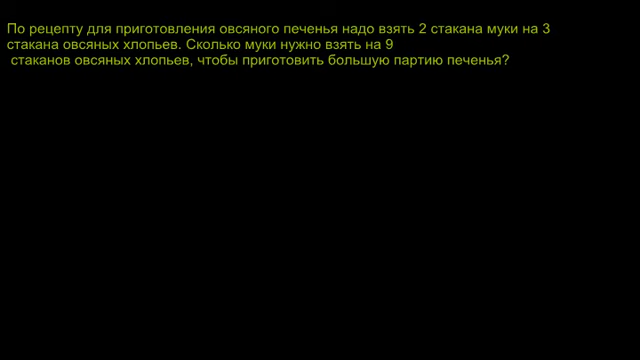 По рецепту для приготовления овсяного печенья надо взять 2 стакана муки на 3
стакана овсяных хлопьев. Сколько муки нужно взять на 9
стаканов овсяных хлопьев, чтобы приготовить большую партию печенья?